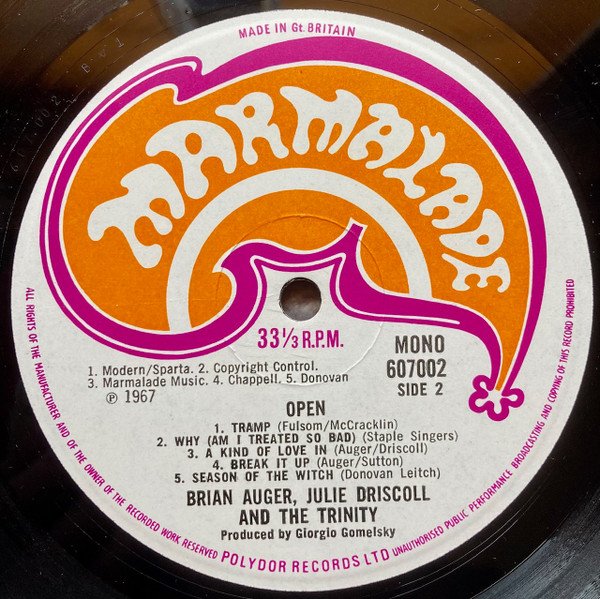 MADE IN Gt. BRITAIN
MARMALADE
33⅓ R.P.M.
MONO
607002
SIDE 2
1. Modern/Sparta. 2. Copyright Control.
3. Marmalade Music. 4. Chappell. 5. Donovan
℗ 1967
OPEN
1. TRAMP (Fulsom/McCracklin)
2. WHY (AM I TREATED SO BAD) (Staple Singers)
3. A KIND OF LOVE IN (Auger/Driscoll)
4. BREAK IT UP (Auger/Sutton)
5. SEASON OF THE WITCH (Donovan Leitch)
BRIAN AUGER, JULIE DRISCOLL
AND THE TRINITY
Produced by Giorgio Gomelsky
ALL RIGHTS OF THE MANUFACTURER AND OF THE OWNER OF THE RECORDED WORK RESERVED
POLYDOR RECORDS LTD
UNAUTHORISED PUBLIC PERFORMANCE BROADCASTING AND COPYING OF THIS RECORD PROHIBITED